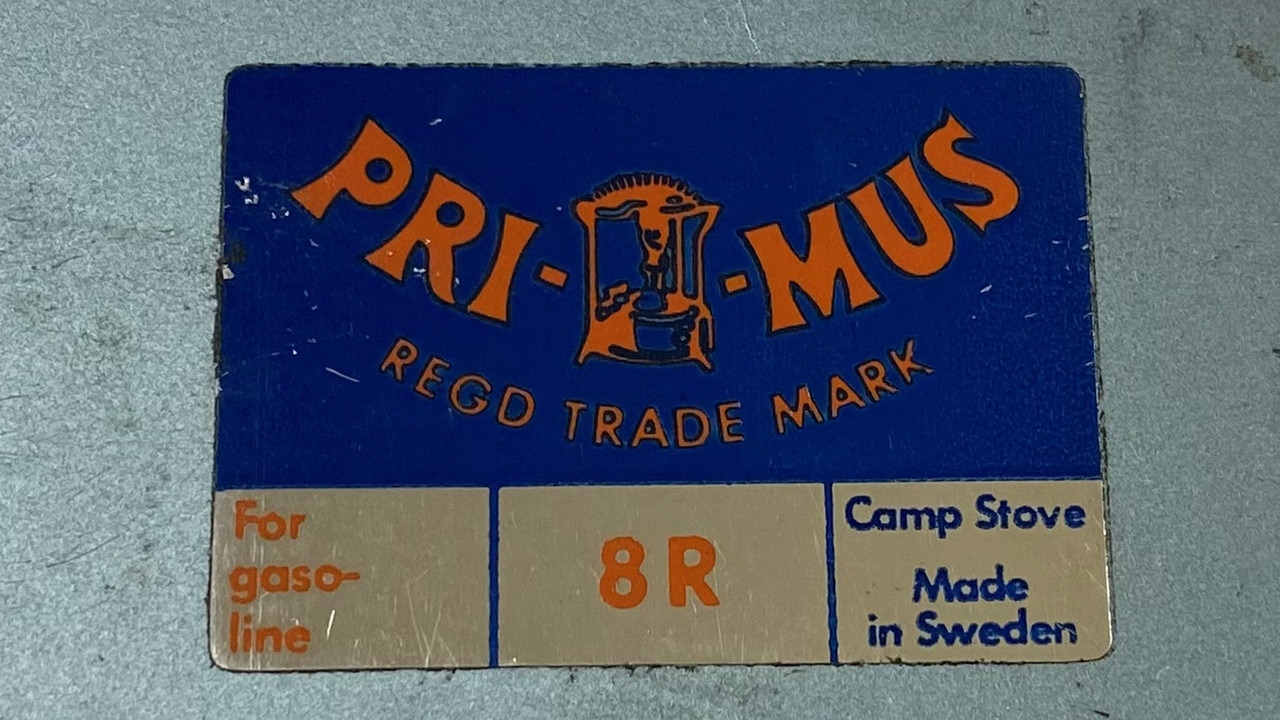 PRI-MUS
REGD TRADE MARK
For
gaso-
line
8R
Camp Stove
Made
in Sweden